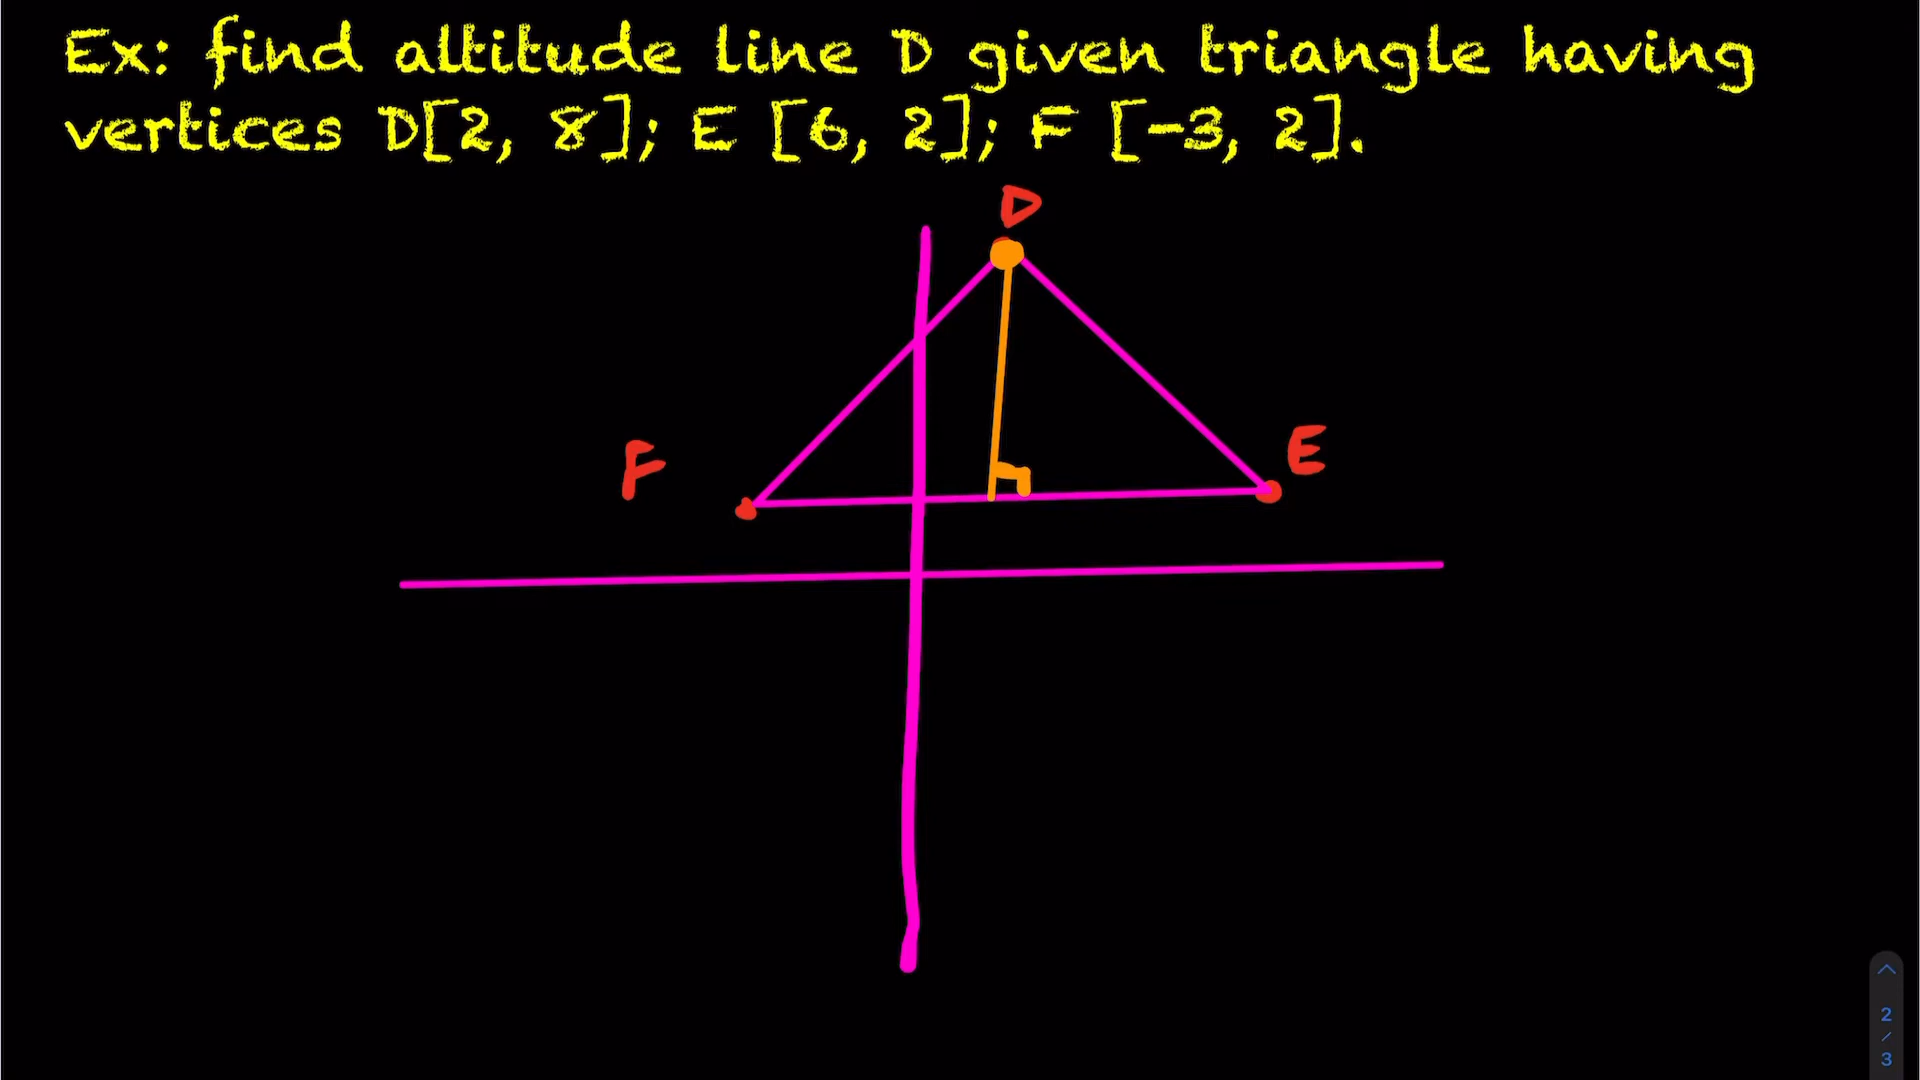 Ex: find altitude line D given triangle having
vertices D[2, 8]; E [6, 2]; F [-3, 2].
D
F
E
2
/
3